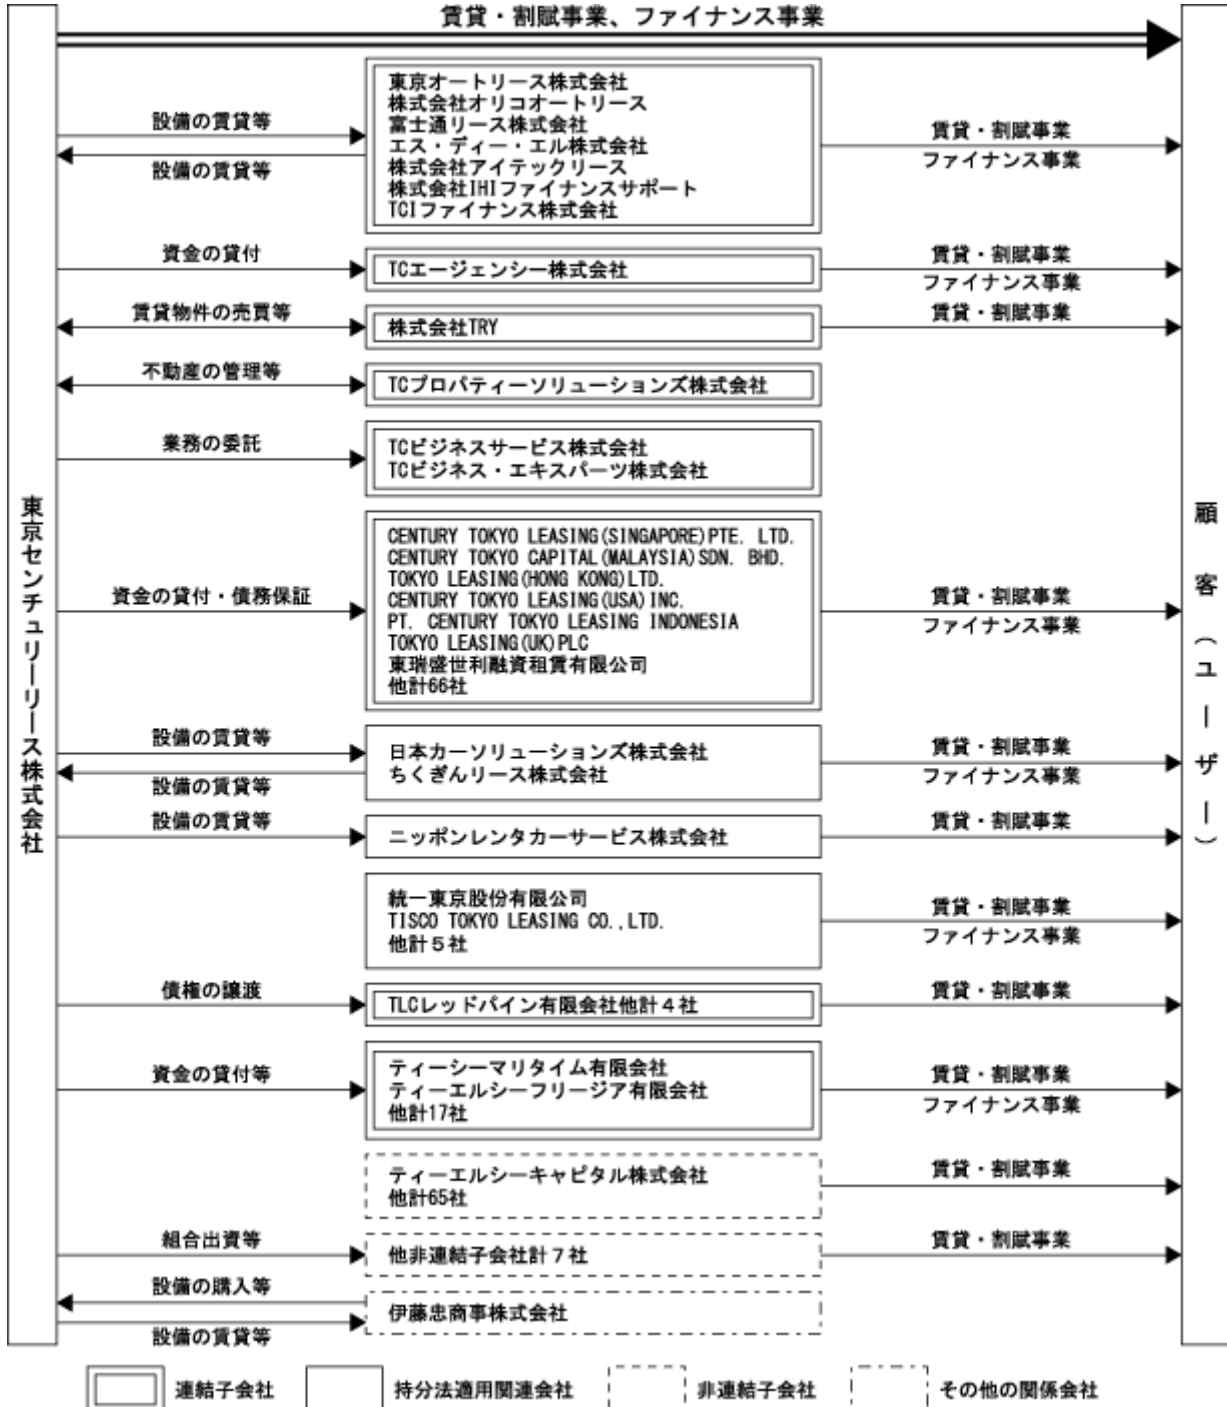 賃貸・割賦事業、ファイナンス事業
東京センチュリーリース株式会社
顧客（ユーザー）
設備の賃貸等
設備の賃貸等
東京オートリース株式会社
株式会社オリコオートリース
富士通リース株式会社
エス・ディー・エル株式会社
株式会社アイテックリース
株式会社IHIファイナンスサポート
TCIファイナンス株式会社
賃貸・割賦事業
ファイナンス事業
資金の貸付
TCエージェンシー株式会社
賃貸・割賦事業
ファイナンス事業
賃貸物件の売買等
株式会社TRY
賃貸・割賦事業
不動産の管理等
TCプロパティーソリューションズ株式会社
業務の委託
TCビジネスサービス株式会社
TCビジネス・エキスパーツ株式会社
資金の貸付・債務保証
CENTURY TOKYO LEASING(SINGAPORE)PTE. LTD.
CENTURY TOKYO CAPITAL(MALAYSIA)SDN. BHD.
TOKYO LEASING(HONG KONG)LTD.
CENTURY TOKYO LEASING(USA)INC.
PT. CENTURY TOKYO LEASING INDONESIA
TOKYO LEASING(UK)PLC
東瑞盛世利融資租賃有限公司
他計66社
賃貸・割賦事業
ファイナンス事業
設備の賃貸等
設備の賃貸等
日本カーソリューションズ株式会社
ちくぎんリース株式会社
賃貸・割賦事業
ファイナンス事業
設備の賃貸等
ニッポンレンタカーサービス株式会社
賃貸・割賦事業
統一東京股份有限公司
TISCO TOKYO LEASING CO.,LTD.
他計５社
賃貸・割賦事業
ファイナンス事業
債権の譲渡
TLCレッドパイン有限会社他計４社
賃貸・割賦事業
資金の貸付等
ティーシーマリタイム有限会社
ティーエルシーフリージア有限会社
他計17社
賃貸・割賦事業
ファイナンス事業
ティーエルシーキャピタル株式会社
他計65社
賃貸・割賦事業
組合出資等
他非連結子会社計７社
賃貸・割賦事業
設備の購入等
設備の賃貸等
伊藤忠商事株式会社
連結子会社
持分法適用関連会社
非連結子会社
その他の関係会社